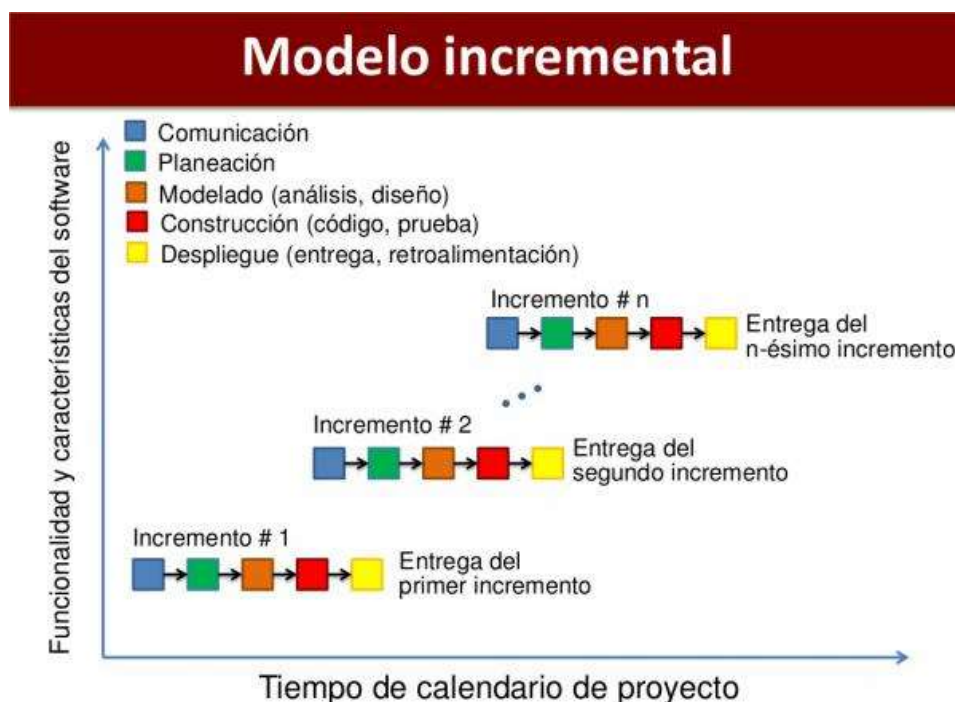 Modelo incremental
Funcionalidad y características del software
Comunicación
Planeación
Modelado (análisis, diseño)
Construcción (código, prueba)
Despliegue (entrega, retroalimentación)
Incremento # n
Entrega del
n-ésimo incremento
Incremento # 2
Entrega del
segundo incremento
Incremento # 1
Entrega del
primer incremento
Tiempo de calendario de proyecto